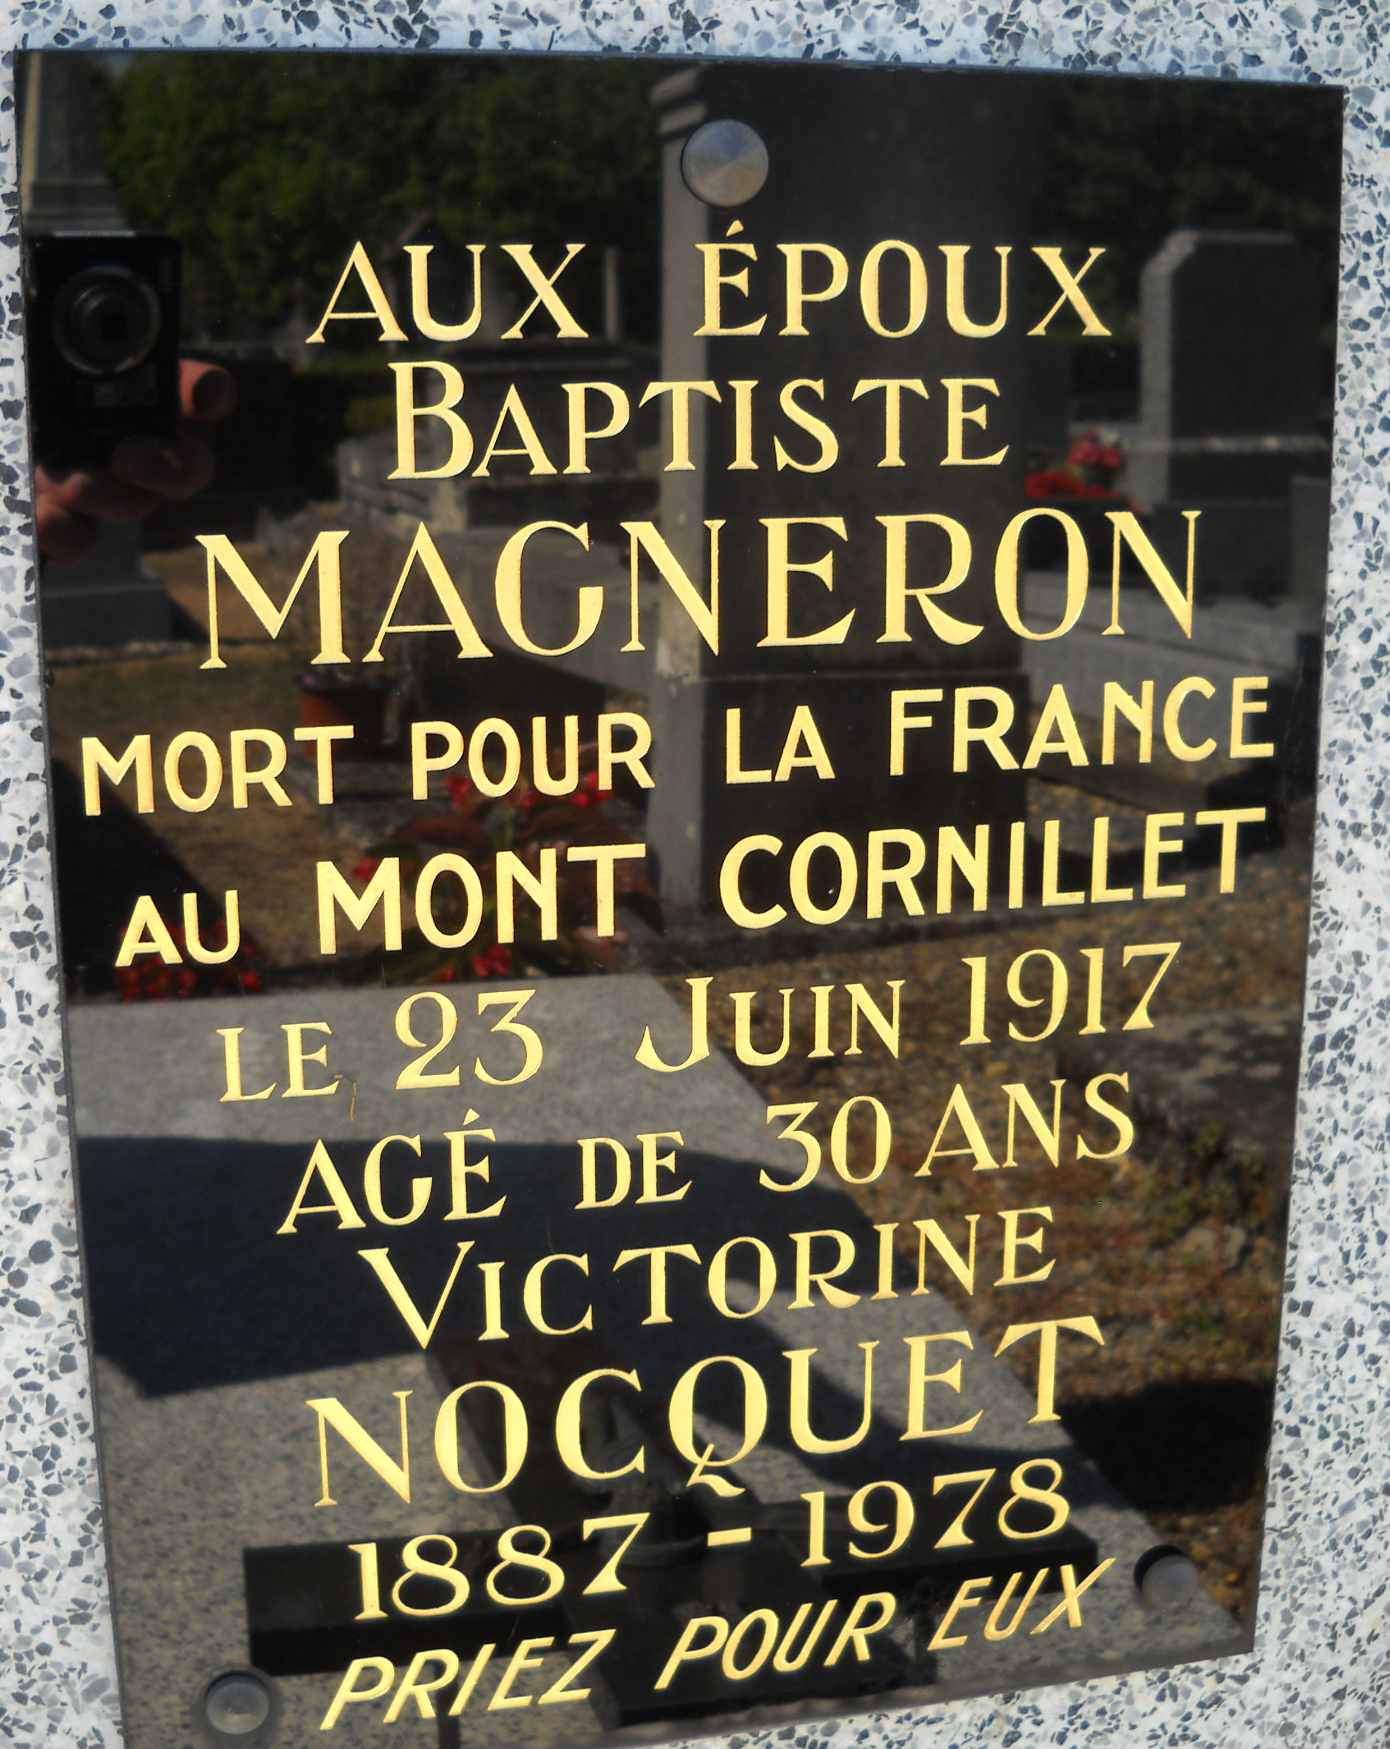 AUX ÉPOUX
BAPTISTE
MAGNERON
MORT POUR LA FRANCE
AU MONT CORNILLET
LE 23 JUIN 1917
AGÉ DE 30 ANS
VICTORINE
NOCQUET
1887 - 1978
PRIEZ POUR EUX